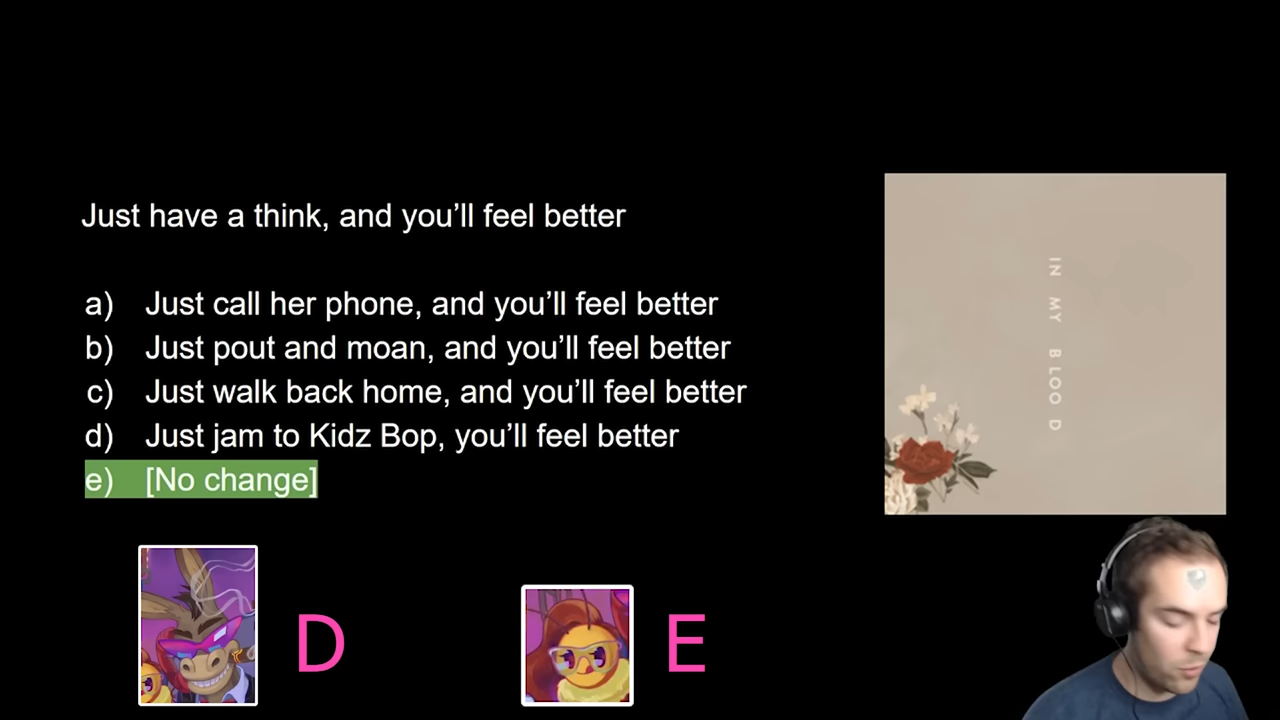 Just have a think, and you'll feel better
a) Just call her phone, and you'll feel better
b) Just pout and moan, and you'll feel better
c) Just walk back home, and you'll feel better
d) Just jam to Kidz Bop, you'll feel better
e) [No change]
IN MY BLOOD
D
E